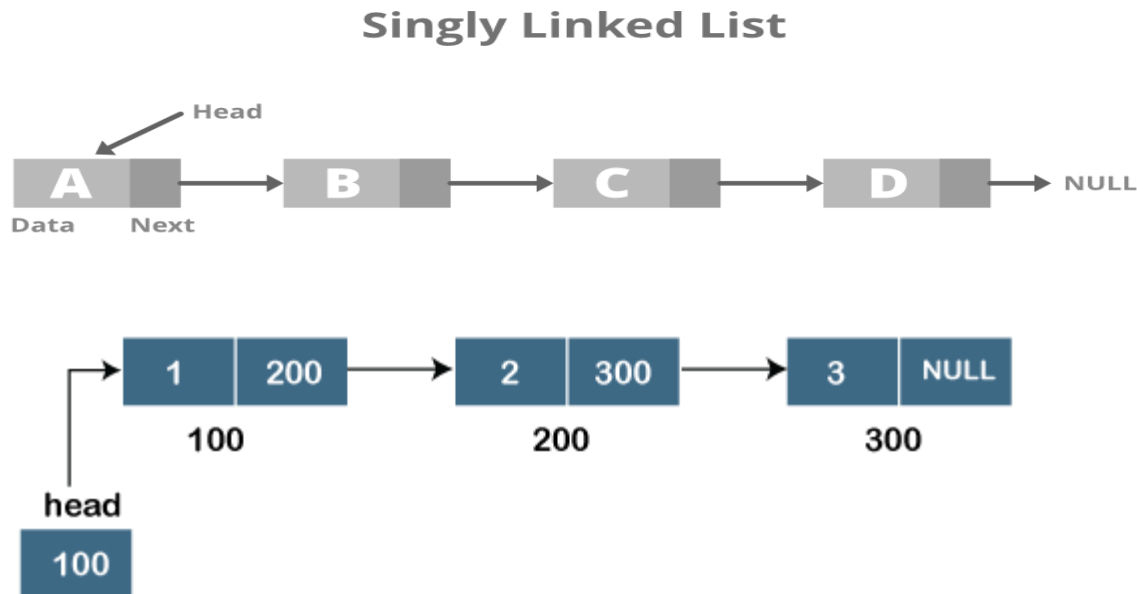 Singly Linked List
Head
A B C D NULL
Data Next
1 200 2 300 3 NULL
100 200 300
head
100